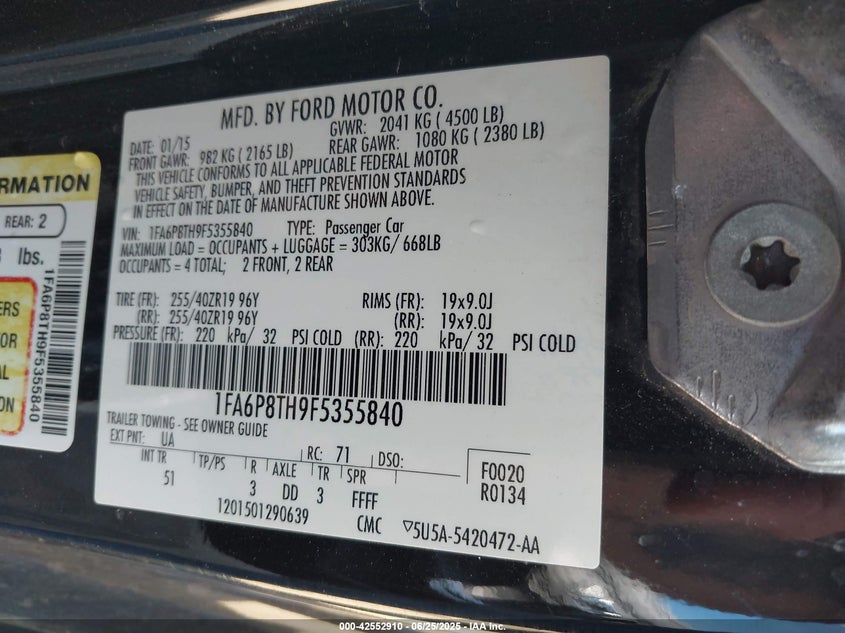 MFD. BY FORD MOTOR CO.
DATE: 01/15
GVWR: 2041 KG ( 4500 LB)
FRONT GAWR: 982 KG ( 2165 LB)
REAR GAWR: 1080 KG ( 2380 LB)
THIS VEHICLE CONFORMS TO ALL APPLICABLE FEDERAL MOTOR
VEHICLE SAFETY, BUMPER, AND THEFT PREVENTION STANDARDS
IN EFFECT ON THE DATE OF MANUFACTURE SHOWN ABOVE.
VIN: 1FA6P8TH9F5355840 TYPE: Passenger Car
MAXIMUM LOAD = OCCUPANTS + LUGGAGE = 303KG/ 668LB
OCCUPANTS = 4 TOTAL; 2 FRONT, 2 REAR
TIRE (FR): 255/40ZR19 96Y RIMS (FR): 19x9.0J
(RR): 255/40ZR19 96Y (RR): 19x9.0J
PRESSURE (FR): 220 kPa/ 32 PSI COLD (RR): 220 kPa/ 32 PSI COLD
1FA6P8TH9F5355840
TRAILER TOWING - SEE OWNER GUIDE
EXT PNT: UA RC: 71 DSO:
INT TR TP/PS R AXLE TR SPR
51 3 DD 3 FFFF
F0020
R0134
1201501290639 CMC ▽5U5A-5420472-AA
RMATION
REAR: 2
lbs.
1FA6P8TH9F5355840
ERS
TOR
AL
ON
000-42552910 - 06/25/2025 - IAA Inc.